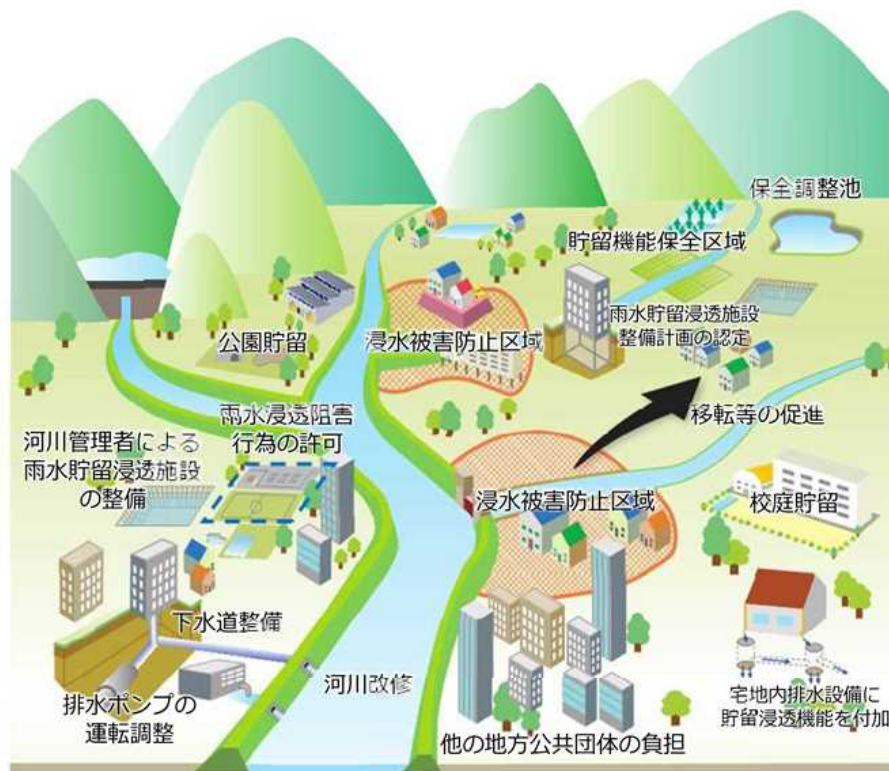 保全調整池
貯留機能保全区域
雨水貯留浸透施設
整備計画の認定
公園貯留
浸水被害防止区域
移転等の促進
雨水浸透阻害
行為の許可
河川管理者による
雨水貯留浸透施設
の整備
浸水被害防止区域
校庭貯留
下水道整備
河川改修
排水ポンプの
運転調整
他の地方公共団体の負担
宅地内排水設備に
貯留浸透機能を付加